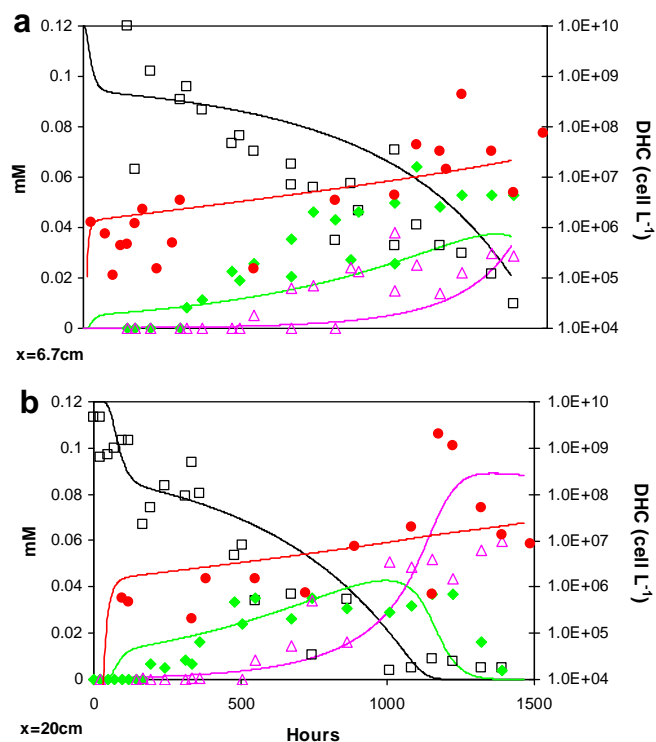 a
0.12
0.1
0.08
0.06
0.04
0.02
0
mM
1.0E+10
1.0E+09
1.0E+08
1.0E+07
1.0E+06
1.0E+05
1.0E+04
DHC (cell L-1)
x=6.7cm
b
0.12
0.1
0.08
0.06
0.04
0.02
0
mM
1.0E+10
1.0E+09
1.0E+08
1.0E+07
1.0E+06
1.0E+05
1.0E+04
DHC (cell L-1)
0 500 1000 1500
x=20cm
Hours